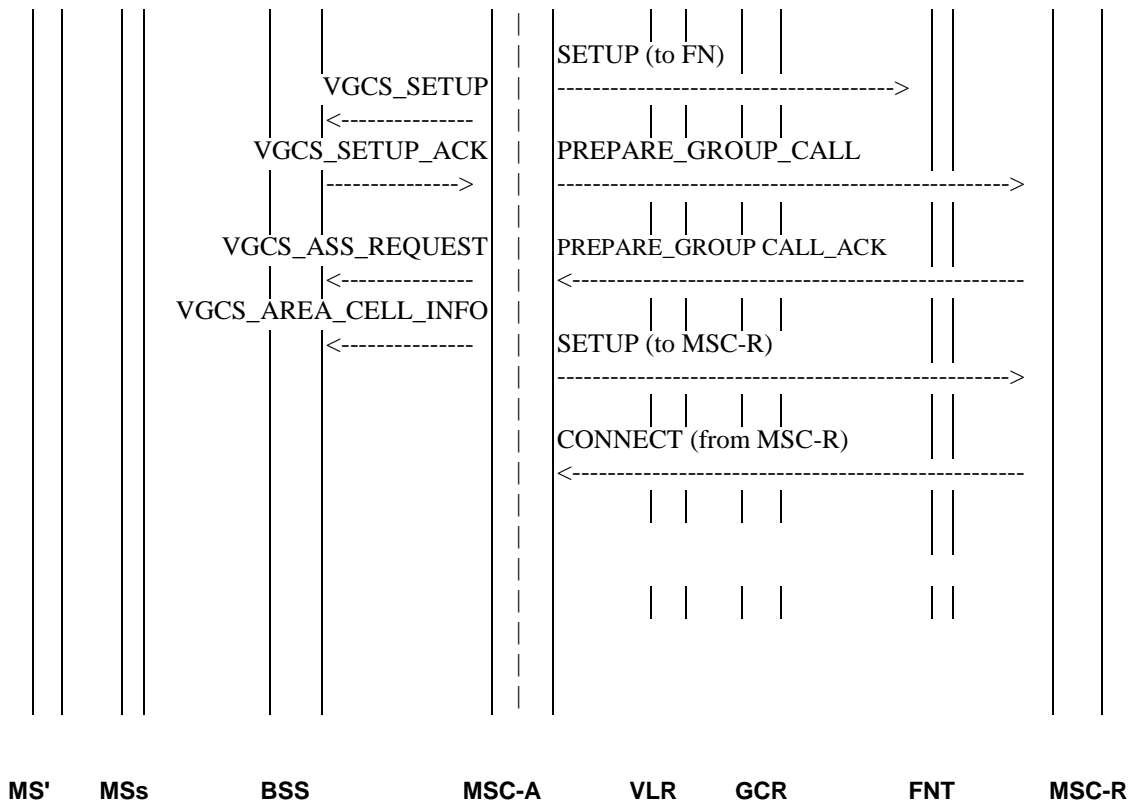 SETUP (to FN)
VGCS_SETUP
VGCS_SETUP_ACK PREPARE_GROUP_CALL
VGCS_ASS_REQUEST PREPARE_GROUP CALL_ACK
VGCS_AREA_CELL_INFO
SETUP (to MSC-R)
CONNECT (from MSC-R)
MS' MSs BSS MSC-A VLR GCR FNT MSC-R